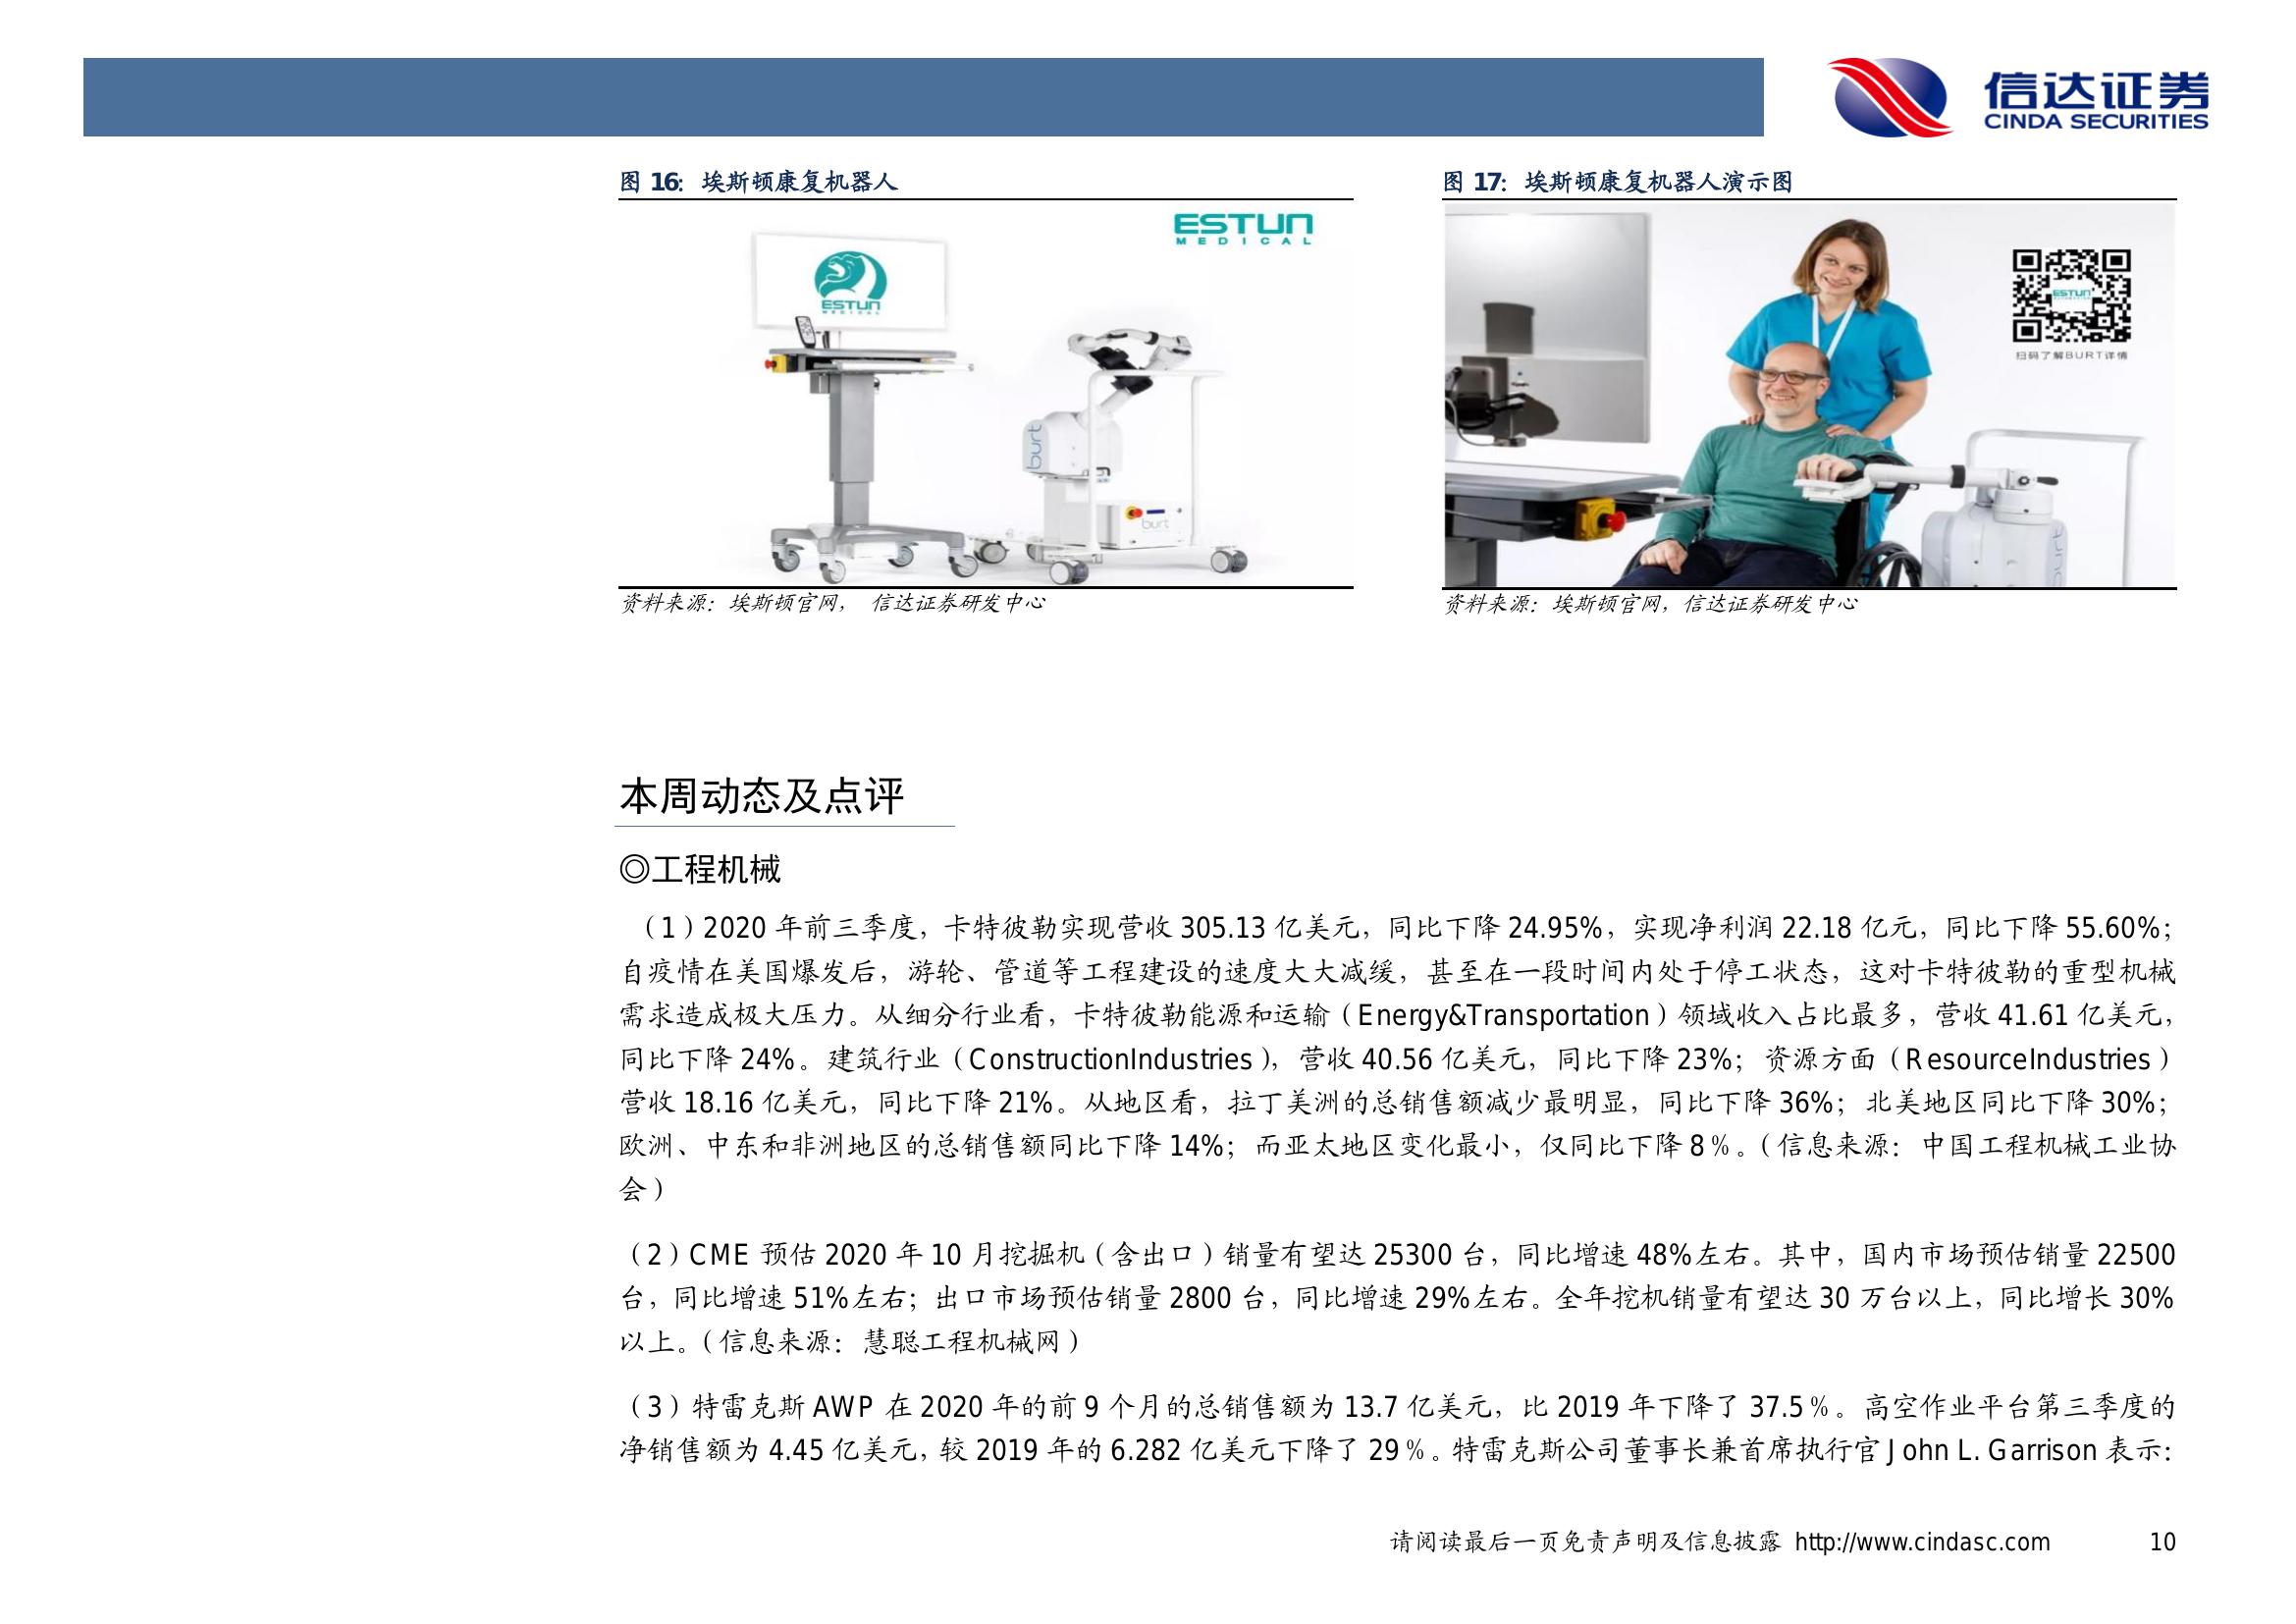 信达证券
CINDA SECURITIES
图 16: 埃斯顿康复机器人
ESTUN
MEDICAL
ESTUN
MEDICAL
burt
burt
资料来源: 埃斯顿官网, 信达证券研发中心
图 17: 埃斯顿康复机器人演示图
ESTUN
扫码了解BURT详情
burt
资料来源: 埃斯顿官网, 信达证券研发中心
本周动态及点评
◎工程机械
（1）2020 年前三季度, 卡特彼勒实现营收 305.13 亿美元, 同比下降 24.95%, 实现净利润 22.18 亿元, 同比下降 55.60%;
自疫情在美国爆发后, 游轮、管道等工程建设的速度大大减缓, 甚至在一段时间内处于停工状态, 这对卡特彼勒的重型机械
需求造成极大压力。从细分行业看, 卡特彼勒能源和运输（Energy&Transportation）领域收入占比最多, 营收 41.61 亿美元,
同比下降 24%。建筑行业（ConstructionIndustries）, 营收 40.56 亿美元, 同比下降 23%; 资源方面（ResourceIndustries）
营收 18.16 亿美元, 同比下降 21%。从地区看, 拉丁美洲的总销售额减少最明显, 同比下降 36%; 北美地区同比下降 30%;
欧洲、中东和非洲地区的总销售额同比下降 14%; 而亚太地区变化最小, 仅同比下降 8％。（信息来源: 中国工程机械工业协
会）
（2）CME 预估 2020 年 10 月挖掘机（含出口）销量有望达 25300 台, 同比增速 48%左右。其中, 国内市场预估销量 22500
台, 同比增速 51%左右; 出口市场预估销量 2800 台, 同比增速 29%左右。全年挖机销量有望达 30 万台以上, 同比增长 30%
以上。（信息来源: 慧聪工程机械网）
（3）特雷克斯 AWP 在 2020 年的前 9 个月的总销售额为 13.7 亿美元, 比 2019 年下降了 37.5％。高空作业平台第三季度的
净销售额为 4.45 亿美元, 较 2019 年的 6.282 亿美元下降了 29％。特雷克斯公司董事长兼首席执行官 John L. Garrison 表示:
请阅读最后一页免责声明及信息披露 http://www.cindasc.com 10